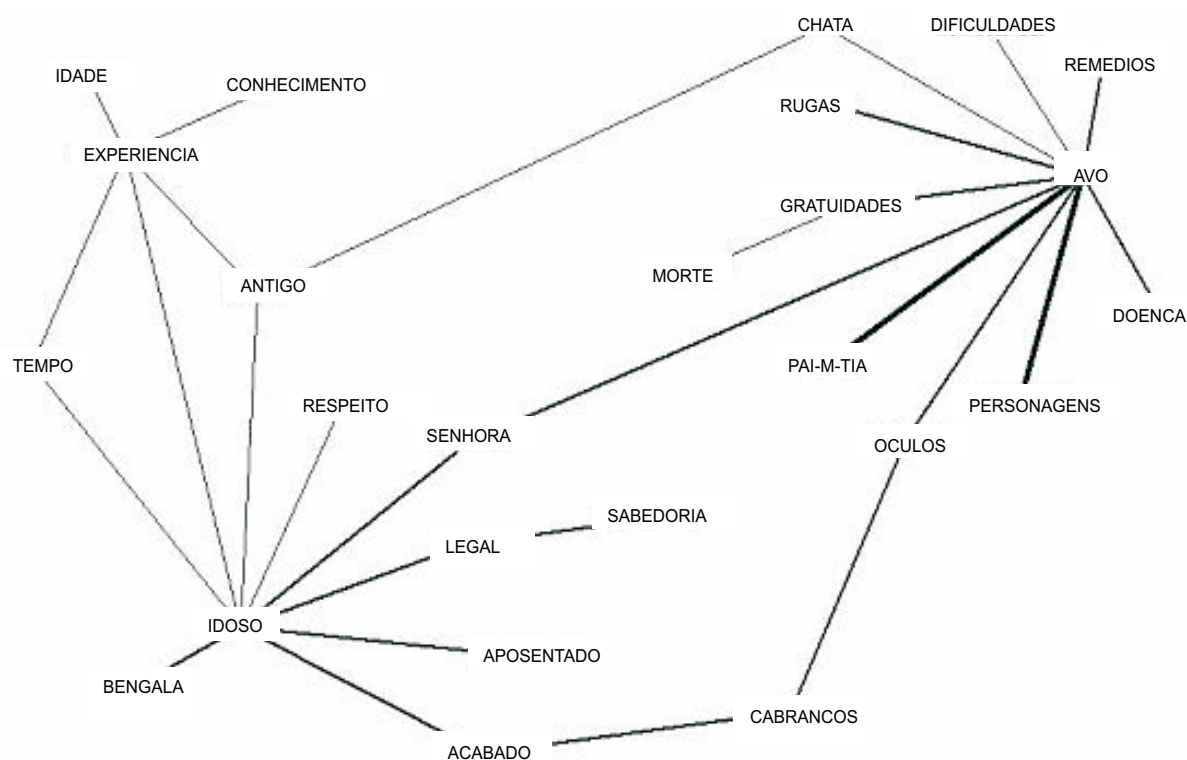 CHATA
DIFICULDADES
REMEDIOS
IDADE
CONHECIMENTO
RUGAS
EXPERIENCIA
AVO
GRATUIDADES
MORTE
ANTIGO
DOENCA
TEMPO
PAI-M-TIA
RESPEITO
PERSONAGENS
SENHORA
OCULOS
SABEDORIA
LEGAL
IDOSO
APOSENTADO
BENGALA
CABRANCOS
ACABADO